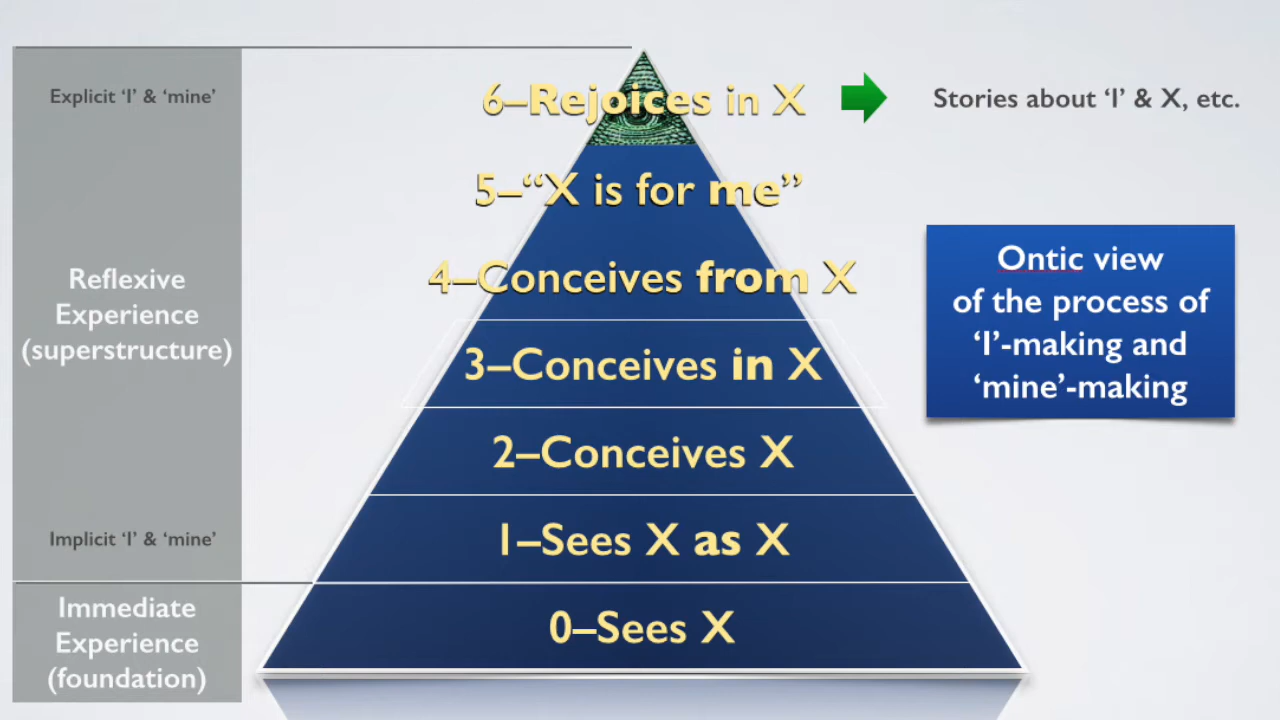 Explicit ‘I’ & ‘mine’
Reflexive
Experience
(superstructure)
Implicit ‘I’ & ‘mine’
Immediate
Experience
(foundation)
6–Rejoices in X
5–“X is for me”
4–Conceives from X
3–Conceives in X
2–Conceives X
1–Sees X as X
0–Sees X
Stories about ‘I’ & X, etc.
Ontic view
of the process of
‘I’-making and
‘mine’-making